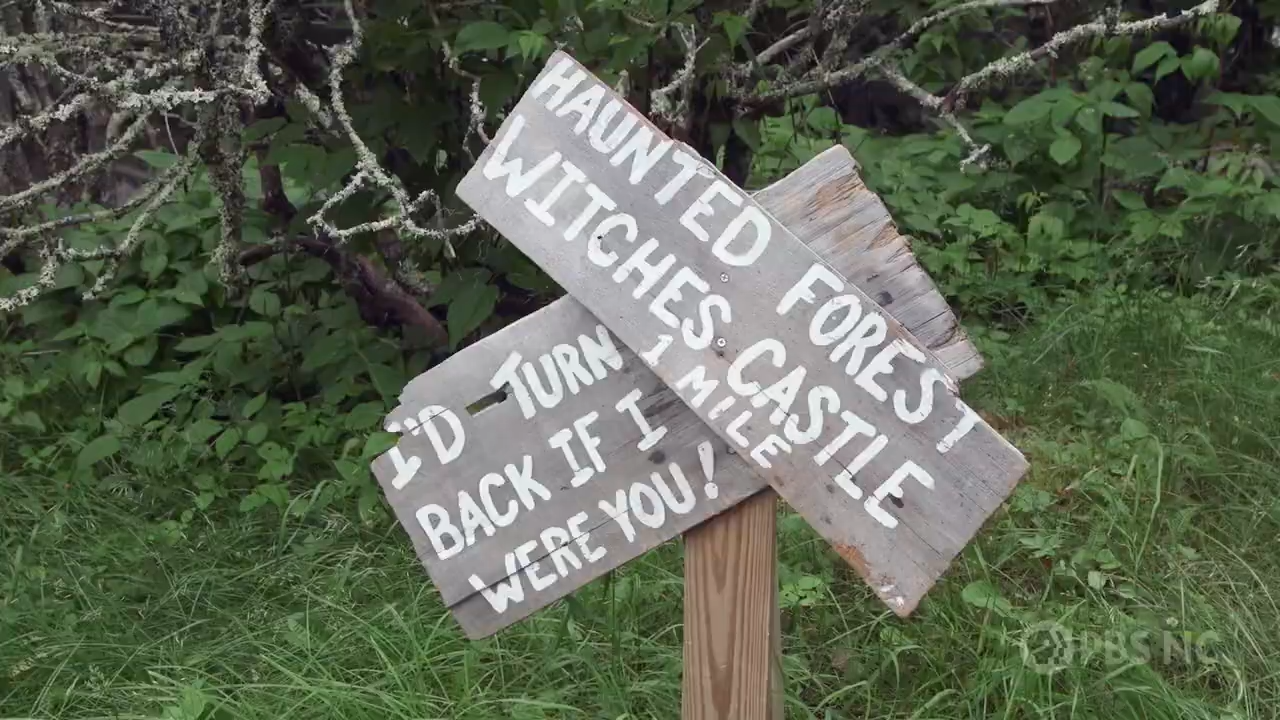 HAUNTED FOREST
WITCHES CASTLE
1 MILE
I'D TURN
BACK IF I
WERE YOU!
PBS NC